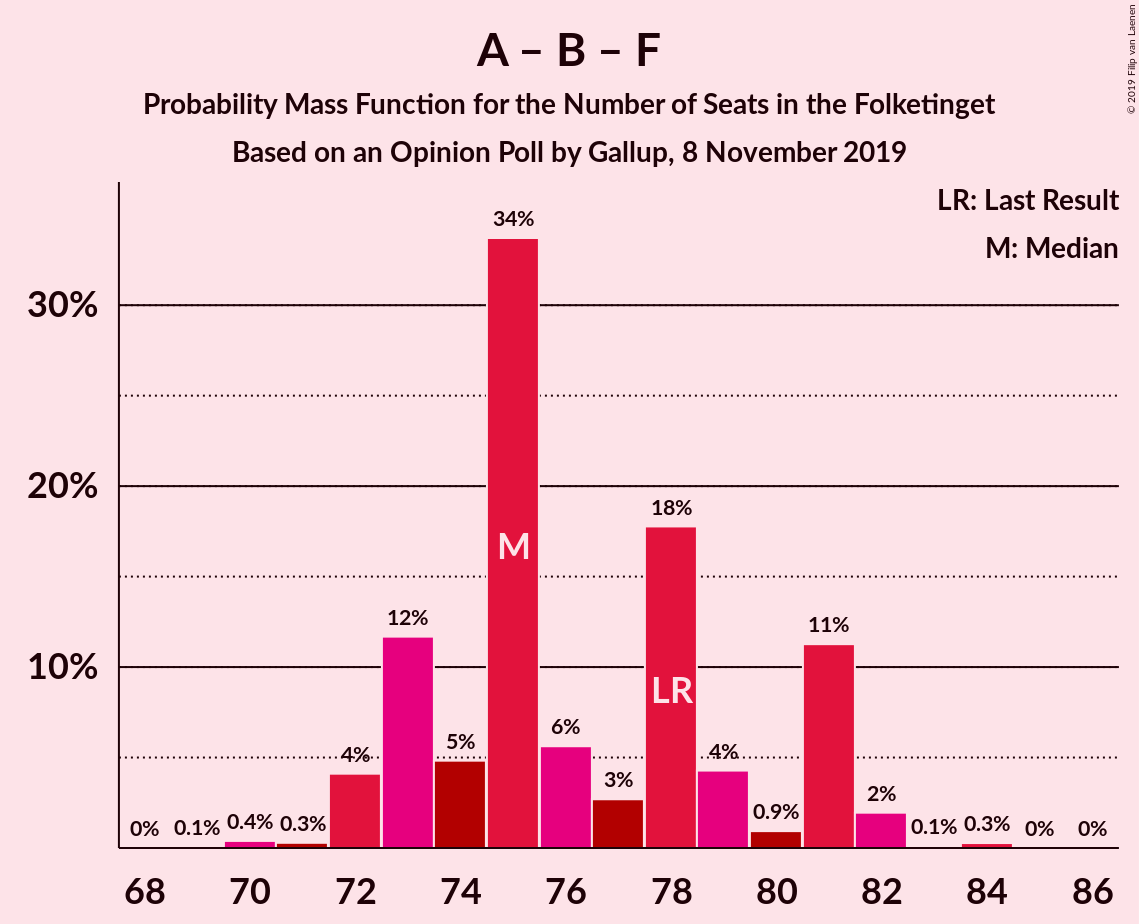 A – B – F
Probability Mass Function for the Number of Seats in the Folketinget
Based on an Opinion Poll by Gallup, 8 November 2019
© 2019 Filip van Laenen
LR: Last Result
M: Median
34%
30%
20%
18%
M
12%
11%
10%
LR
6%
5%
4%
4%
3%
2%
0.9%
0%
0.1%
0.4%
0.3%
0.1%
0.3%
0%
0%
68 70 72 74 76 78 80 82 84 86